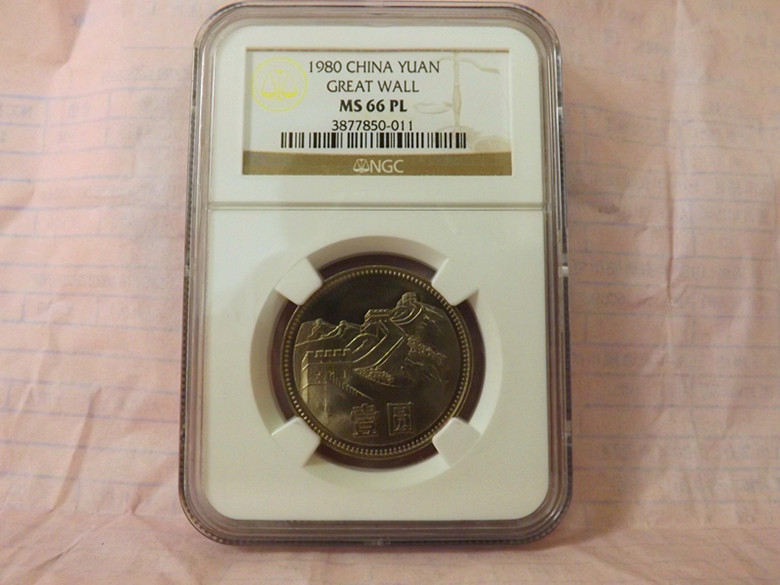 1980 CHINA YUAN
GREAT WALL
MS 66 PL
3877850-011
NGC
壹圆